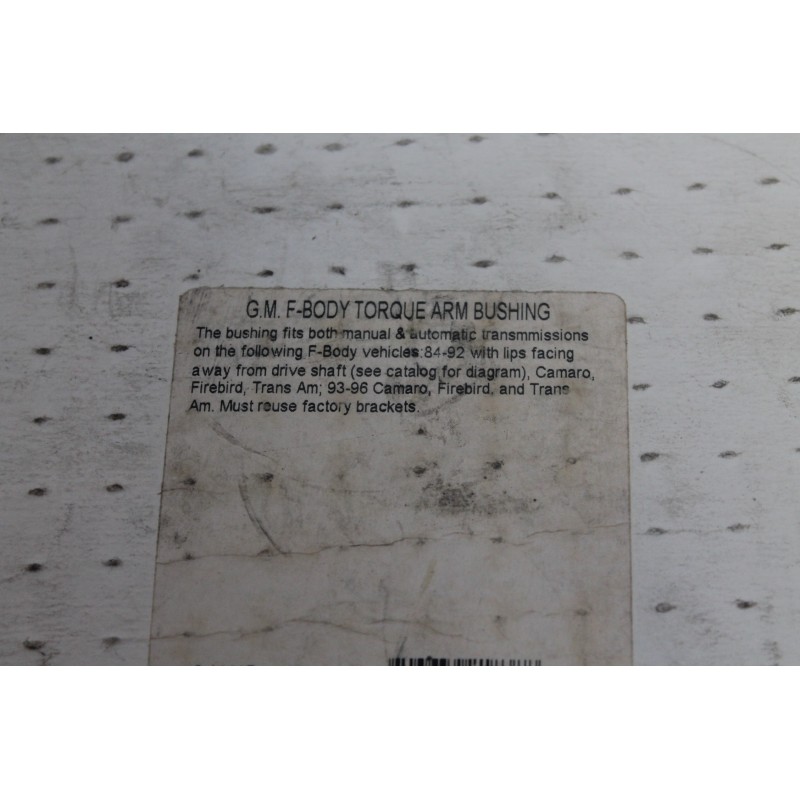 G.M. F-BODY TORQUE ARM BUSHING
The bushing fits both manual & automatic transmmissions
on the following F-Body vehicles:84-92 with lips facing
away from drive shaft (see catalog for diagram), Camaro,
Firebird, Trans Am; 93-96 Camaro, Firebird, and Trans
Am. Must reuse factory brackets.